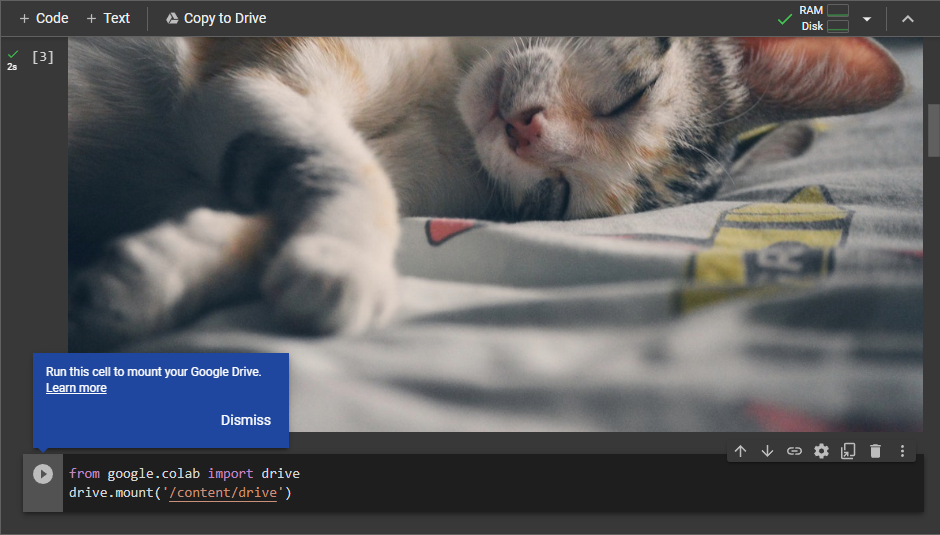 + Code + Text Copy to Drive RAM
Disk
[3]
2s
Run this cell to mount your Google Drive.
Learn more
Dismiss
from google.colab import drive
drive.mount('/content/drive')